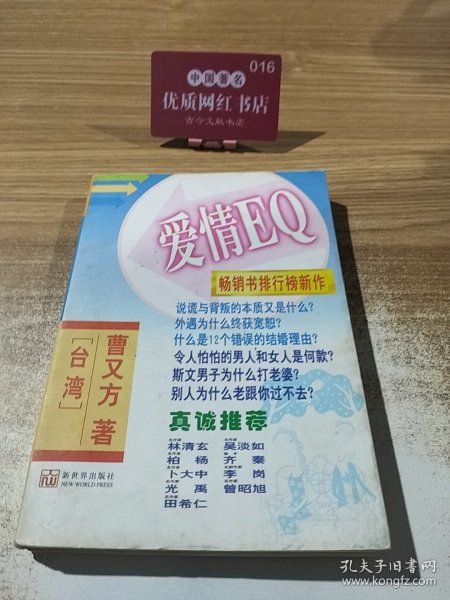 016
中国著名
优质网红书店
古今文献书店
爱情EQ
畅销书排行榜新作
说谎与背叛的本质又是什么?
外遇为什么终获宽恕?
什么是12个错误的结婚理由?
令人怕怕的男人和女人是何款?
斯文男子为什么打老婆?
别人为什么老跟你过不去?
真诚推荐
林清玄 吴淡如
柏杨 齐秦
卜大中 李岗
光禹 曾昭旭
田希仁
[台湾]
曹又方 著
新世界出版社
NEW WORLD PRESS
孔夫子旧书网
www.kongfz.com